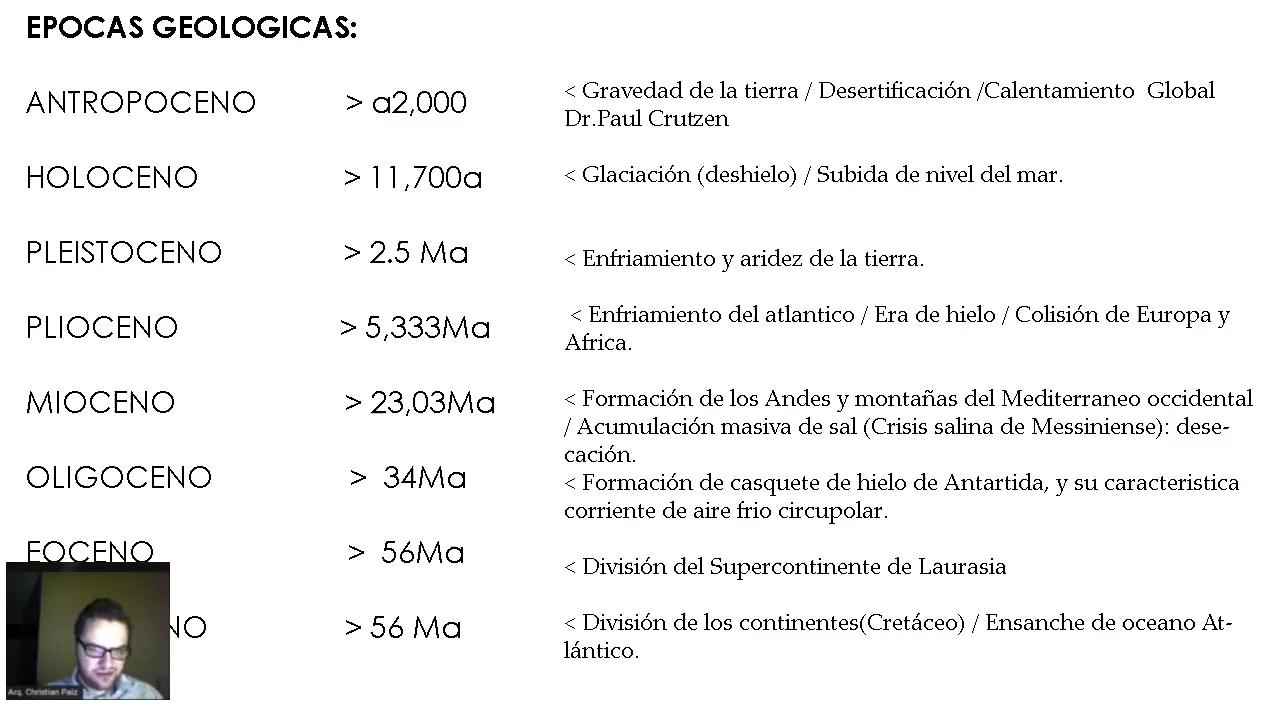 EPOCAS GEOLOGICAS:
ANTROPOCENO > a2,000 < Gravedad de la tierra / Desertificación /Calentamiento Global
Dr.Paul Crutzen
HOLOCENO > 11,700a < Glaciación (deshielo) / Subida de nivel del mar.
PLEISTOCENO > 2.5 Ma < Enfriamiento y aridez de la tierra.
PLIOCENO > 5,333Ma < Enfriamiento del atlantico / Era de hielo / Colisión de Europa y
Africa.
MIOCENO > 23,03Ma < Formación de los Andes y montañas del Mediterraneo occidental
/ Acumulación masiva de sal (Crisis salina de Messiniense): dese-
cación.
OLIGOCENO > 34Ma < Formación de casquete de hielo de Antartida, y su caracteristica
corriente de aire frio circupolar.
EOCENO > 56Ma < División del Supercontinente de Laurasia
NO > 56 Ma < División de los continentes(Cretáceo) / Ensanche de oceano At-
lántico.
Arq. Christian Paiz